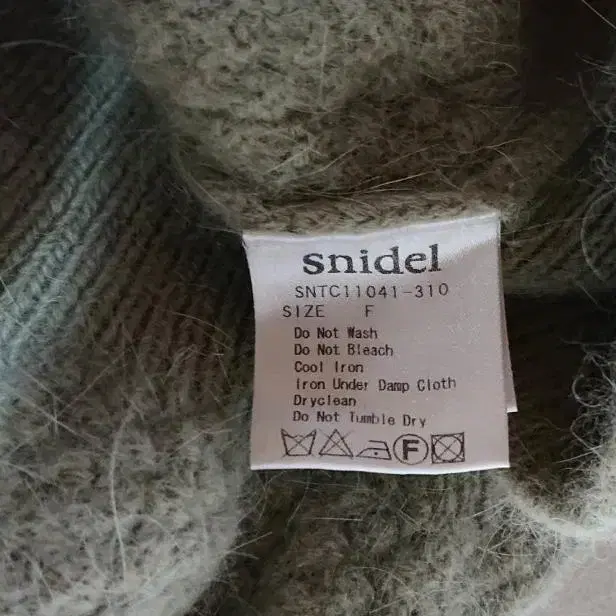 snidel
SNTC11041-310
SIZE F
Do Not Wash
Do Not Bleach
Cool Iron
Iron Under Damp Cloth
Dryclean
Do Not Tumble Dry
F